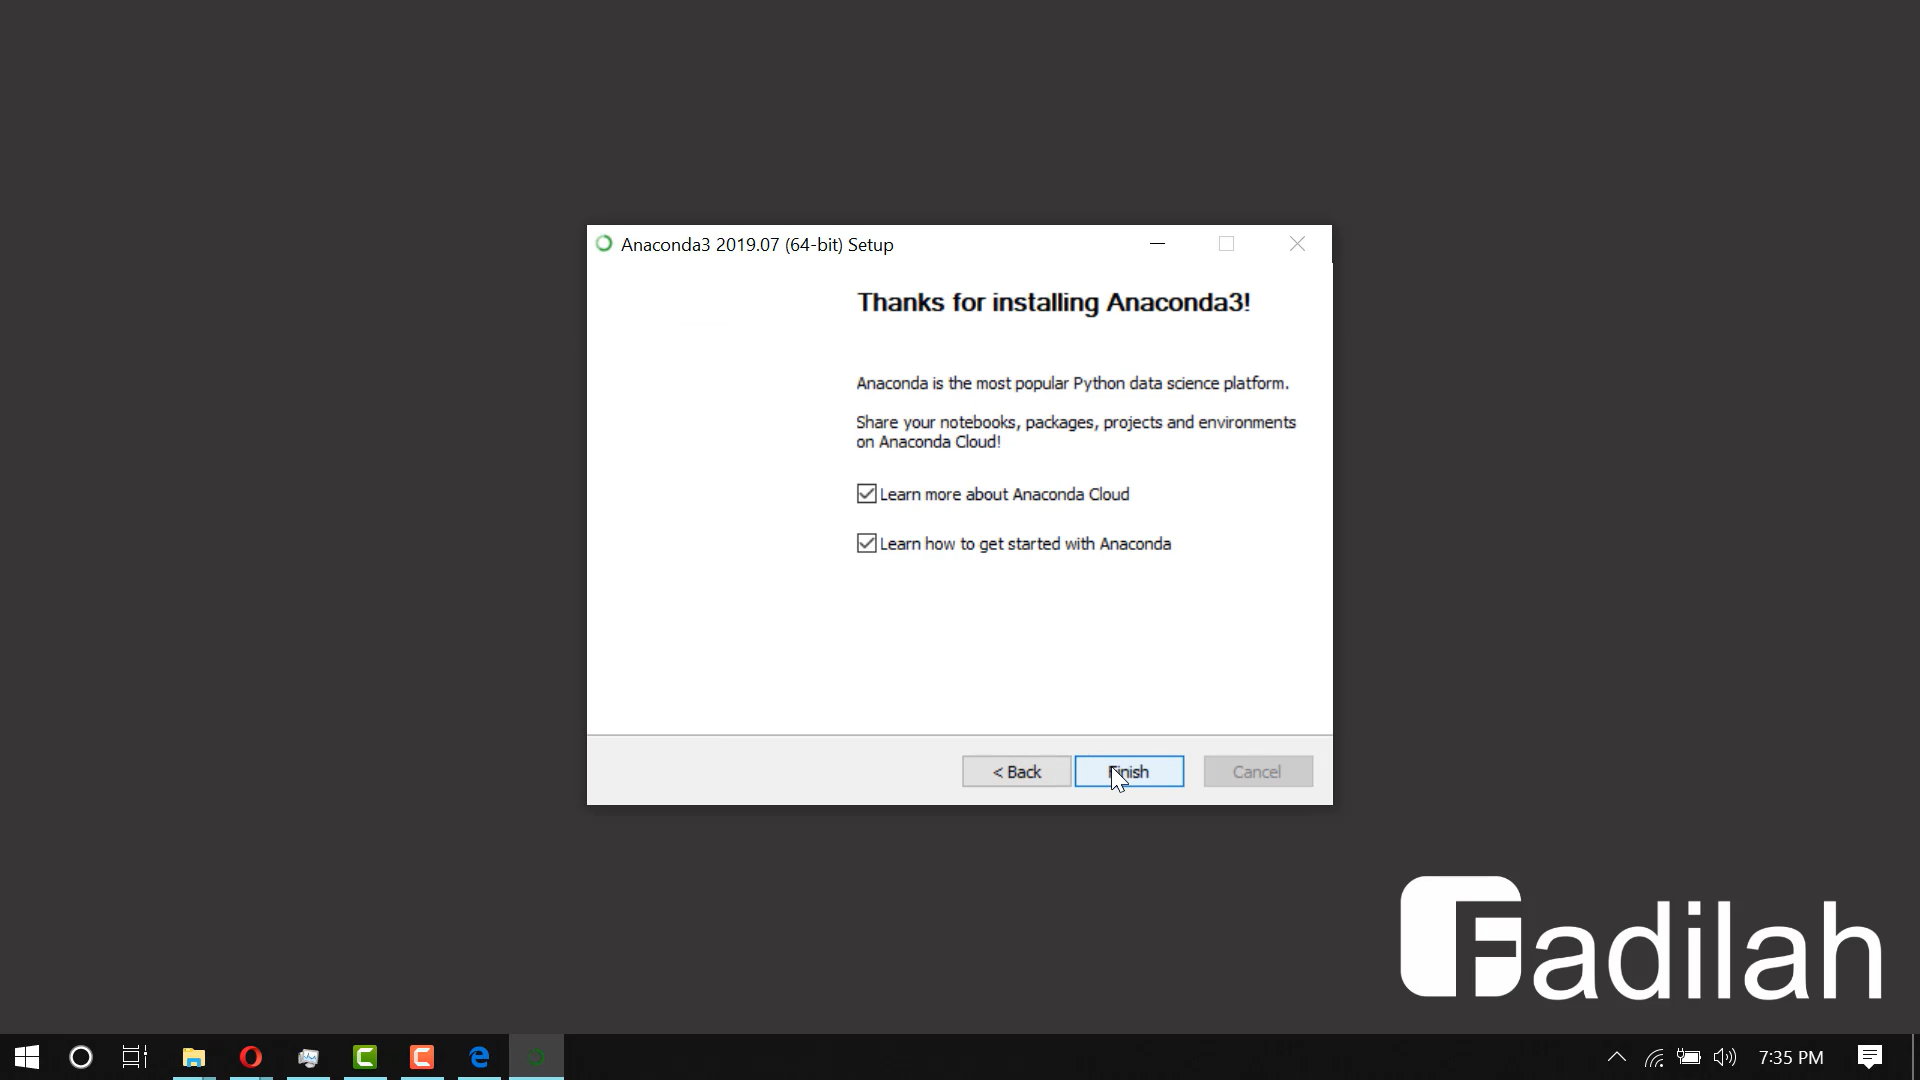 Anaconda3 2019.07 (64-bit) Setup
Thanks for installing Anaconda3!
Anaconda is the most popular Python data science platform.
Share your notebooks, packages, projects and environments
on Anaconda Cloud!
Learn more about Anaconda Cloud
Learn how to get started with Anaconda
< Back
Finish
Cancel
Fadilah
7:35 PM